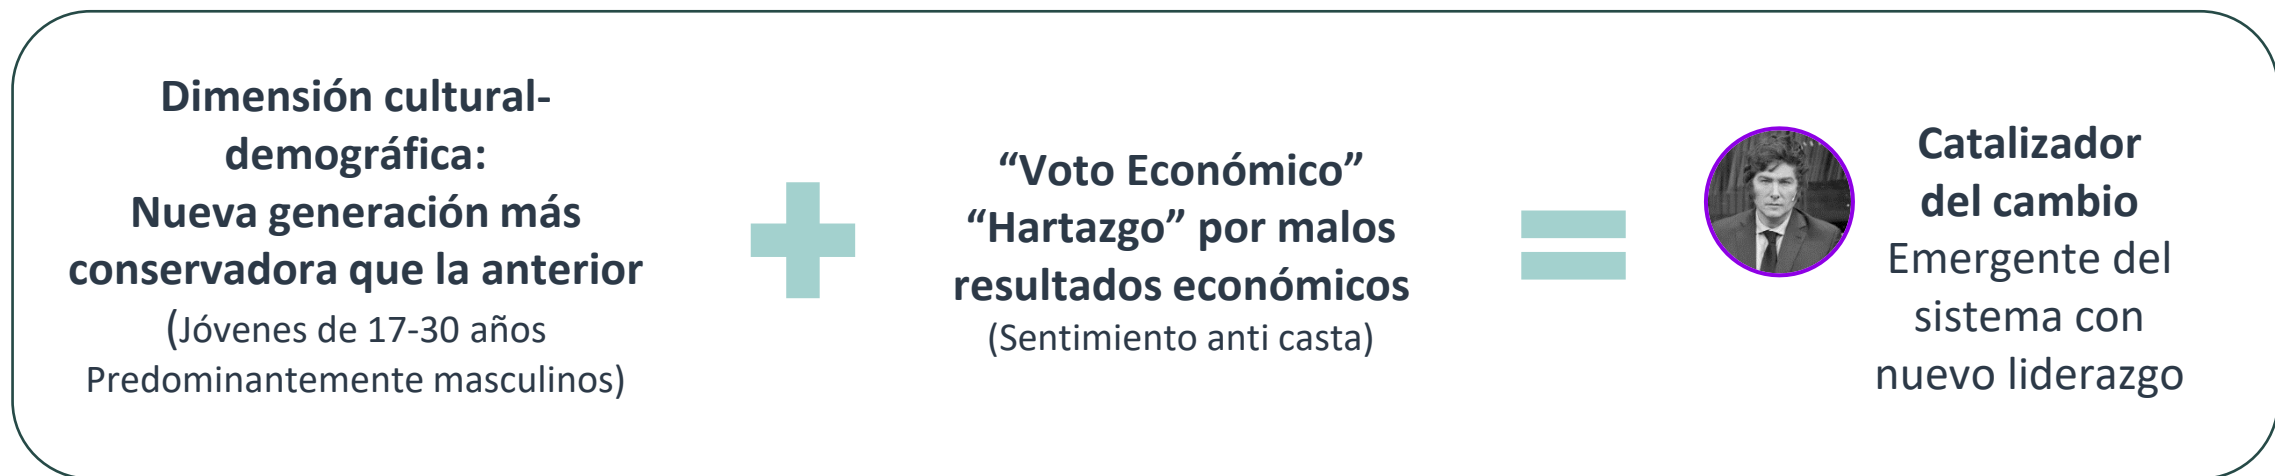 Dimensión cultural-
demográfica:
Nueva generación más
conservadora que la anterior
(Jóvenes de 17-30 años
Predominantemente masculinos)
“Voto Económico”
“Hartazgo” por malos
resultados económicos
(Sentimiento anti casta)
Catalizador
del cambio
Emergente del
sistema con
nuevo liderazgo